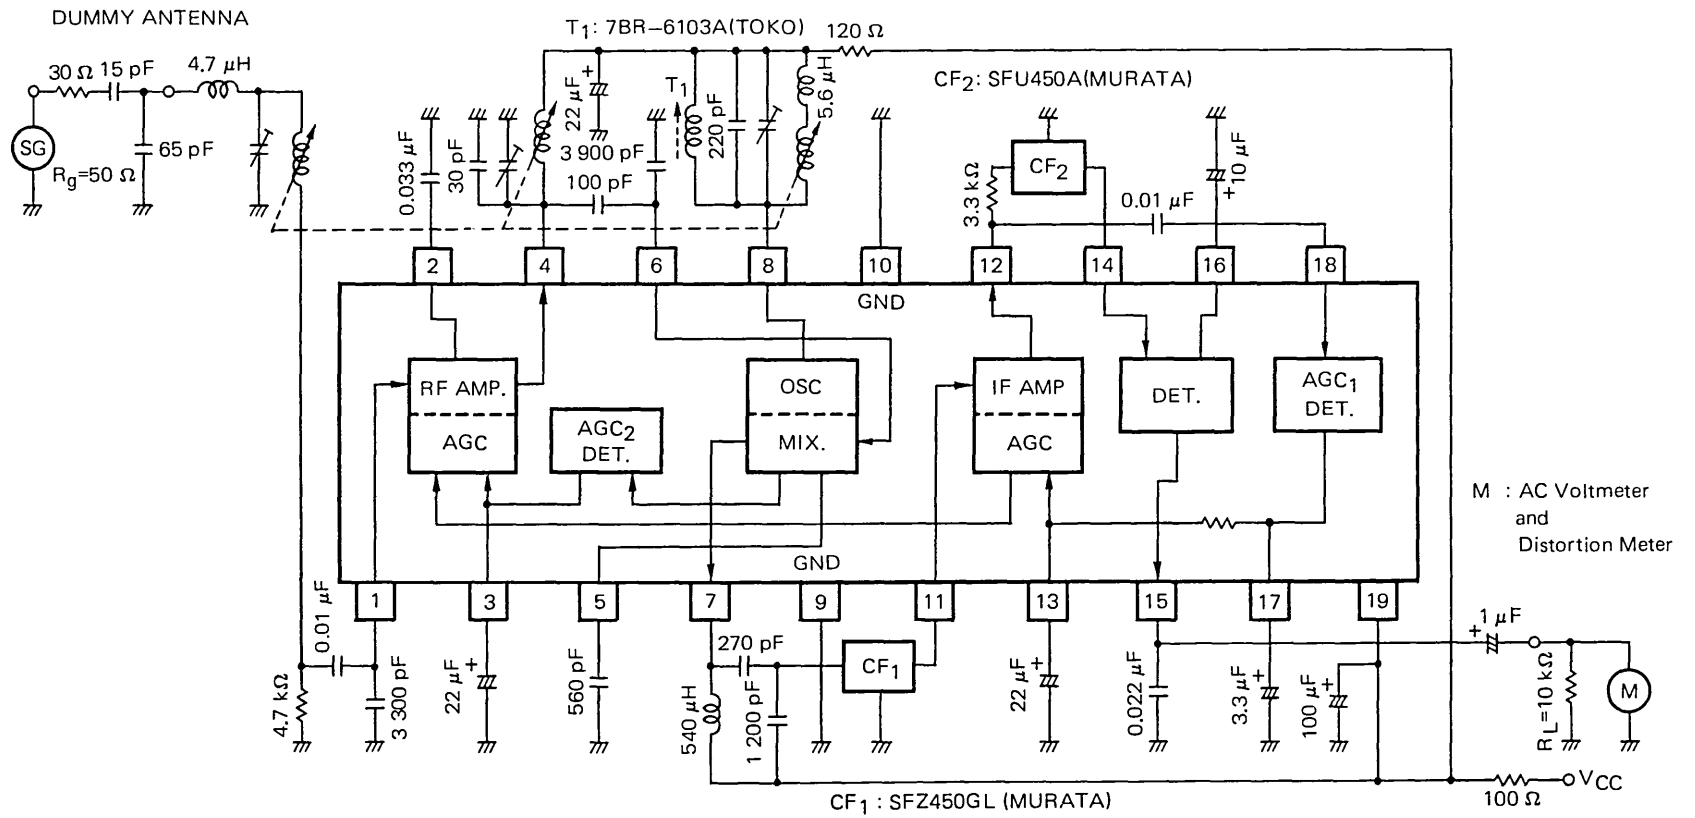 DUMMY ANTENNA
T1: 7BR-6103A(TOKO)
120 Ω
CF2: SFU450A(MURATA)
30 Ω
15 pF
4.7 μH
SG
Rg=50 Ω
65 pF
0.033 μF
30 pF
22 μF
+
3 900 pF
100 pF
T1
220 pF
5.6 μH
3.3 kΩ
CF2
0.01 μF
10 μF
+
2
4
6
8
10
12
14
16
18
GND
RF AMP.
AGC
AGC2
DET.
OSC
MIX.
IF AMP
AGC
DET.
AGC1
DET.
M : AC Voltmeter
and
Distortion Meter
GND
1
3
5
7
9
11
13
15
17
19
0.01 μF
4.7 kΩ
3 300 pF
22 μF
+
560 pF
270 pF
540 μH
1 200 pF
CF1
22 μF
+
0.022 μF
3.3 μF
+
100 μF
+
+
1 μF
RL=10 kΩ
M
CF1 : SFZ450GL (MURATA)
100 Ω
VCC